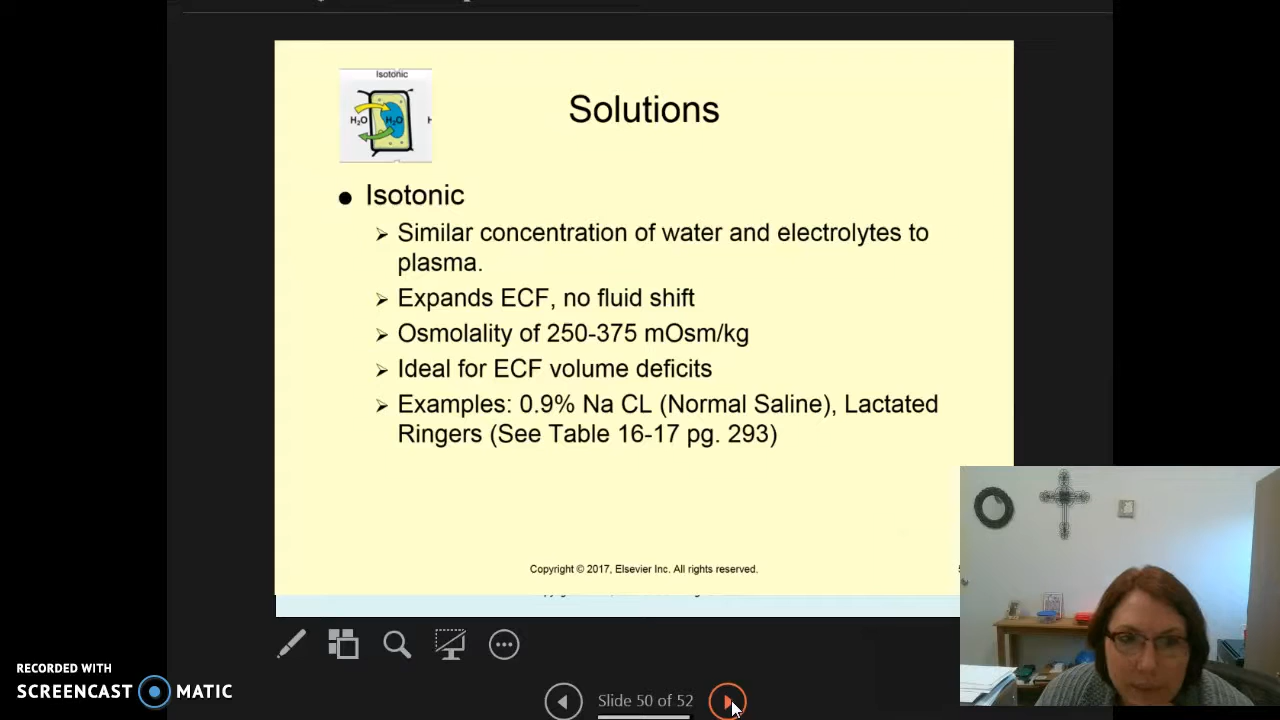 Isotonic
H₂O
H₂O
H
Solutions
● Isotonic
➢ Similar concentration of water and electrolytes to
plasma.
➢ Expands ECF, no fluid shift
➢ Osmolality of 250-375 mOsm/kg
➢ Ideal for ECF volume deficits
➢ Examples: 0.9% Na CL (Normal Saline), Lactated
Ringers (See Table 16-17 pg. 293)
Copyright © 2017, Elsevier Inc. All rights reserved.
RECORDED WITH
SCREENCAST MATIC
Slide 50 of 52